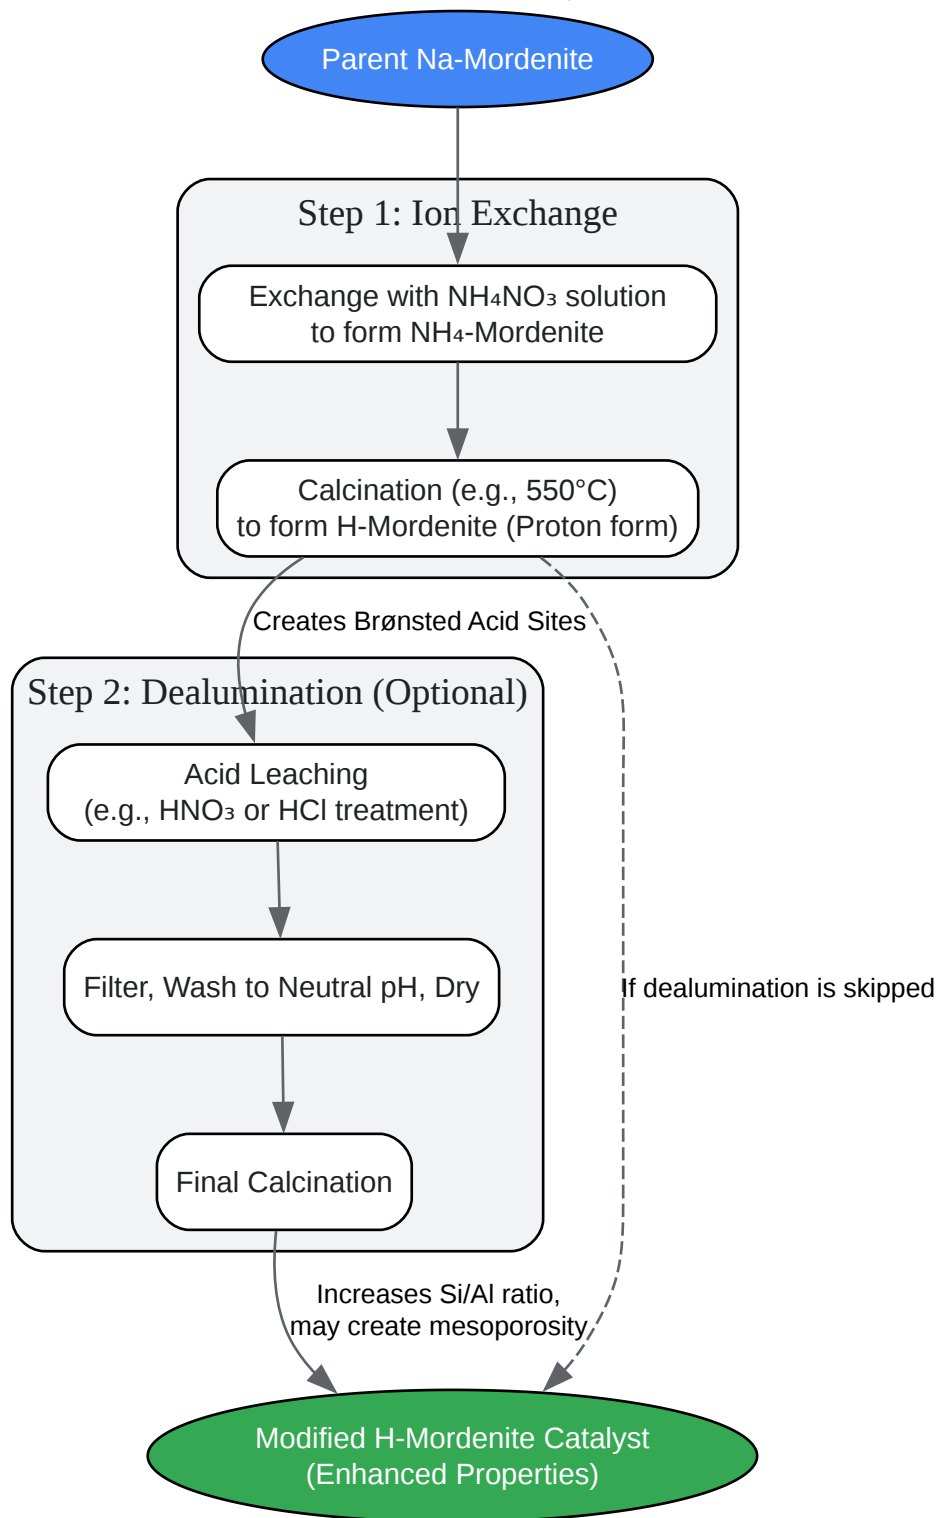 Parent Na-Mordenite
Step 1: Ion Exchange
Exchange with NH₄NO₃ solution
to form NH₄-Mordenite
Calcination (e.g., 550°C)
to form H-Mordenite (Proton form)
Creates Brønsted Acid Sites
Step 2: Dealumination (Optional)
Acid Leaching
(e.g., HNO₃ or HCl treatment)
Filter, Wash to Neutral pH, Dry
If dealumination is skipped
Final Calcination
Increases Si/Al ratio,
may create mesoporosity
Modified H-Mordenite Catalyst
(Enhanced Properties)